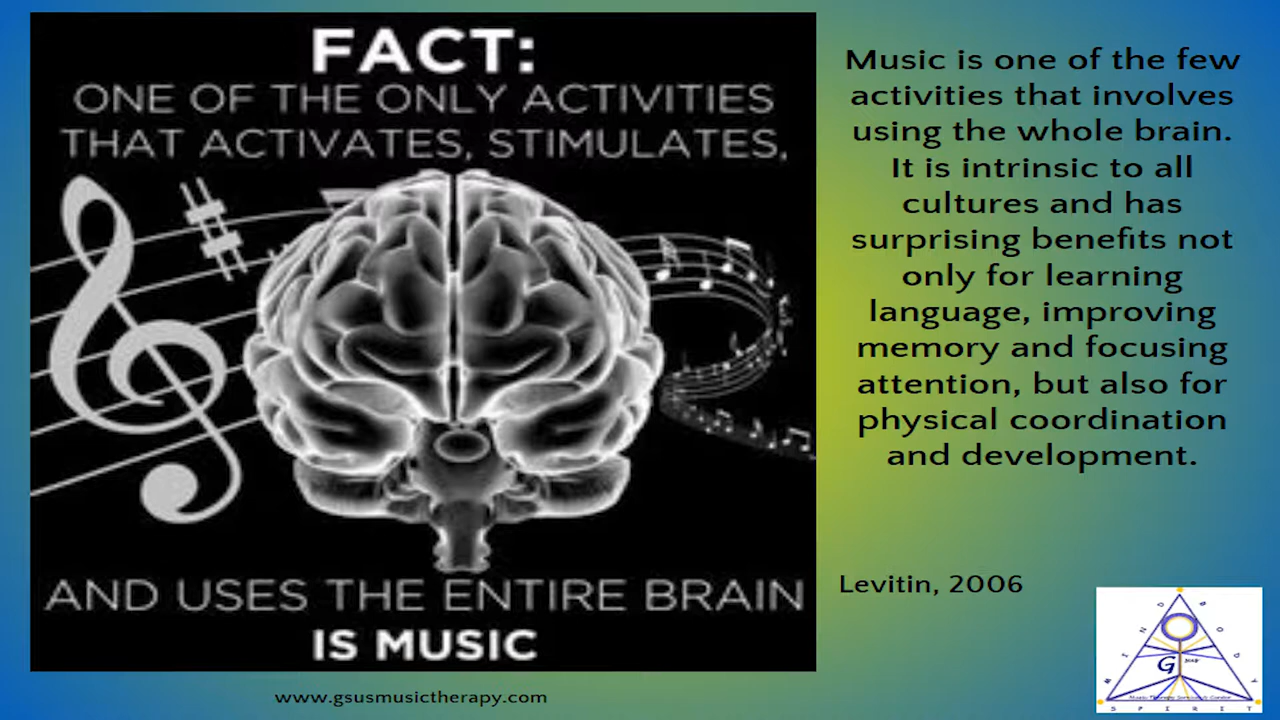 FACT:
ONE OF THE ONLY ACTIVITIES
THAT ACTIVATES, STIMULATES,
AND USES THE ENTIRE BRAIN
IS MUSIC
www.gsusmusictherapy.com
Music is one of the few
activities that involves
using the whole brain.
It is intrinsic to all
cultures and has
surprising benefits not
only for learning
language, improving
memory and focusing
attention, but also for
physical coordination
and development.
Levitin, 2006
MIND
BODY
G
SPIRIT